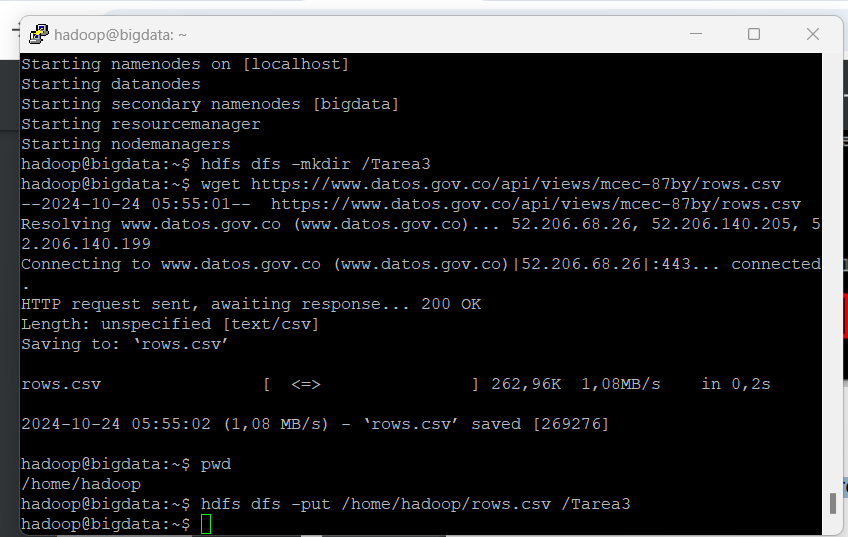 hadoop@bigdata: ~
Starting namenodes on [localhost]
Starting datanodes
Starting secondary namenodes [bigdata]
Starting resourcemanager
Starting nodemanagers
hadoop@bigdata:~$ hdfs dfs -mkdir /Tarea3
hadoop@bigdata:~$ wget https://www.datos.gov.co/api/views/mcec-87by/rows.csv
--2024-10-24 05:55:01--  https://www.datos.gov.co/api/views/mcec-87by/rows.csv
Resolving www.datos.gov.co (www.datos.gov.co)... 52.206.68.26, 52.206.140.205, 5
2.206.140.199
Connecting to www.datos.gov.co (www.datos.gov.co)|52.206.68.26|:443... connected
.
HTTP request sent, awaiting response... 200 OK
Length: unspecified [text/csv]
Saving to: ‘rows.csv’
rows.csv                [  <=>               ] 262,96K  1,08MB/s    in 0,2s
2024-10-24 05:55:02 (1,08 MB/s) - ‘rows.csv’ saved [269276]
hadoop@bigdata:~$ pwd
/home/hadoop
hadoop@bigdata:~$ hdfs dfs -put /home/hadoop/rows.csv /Tarea3
hadoop@bigdata:~$